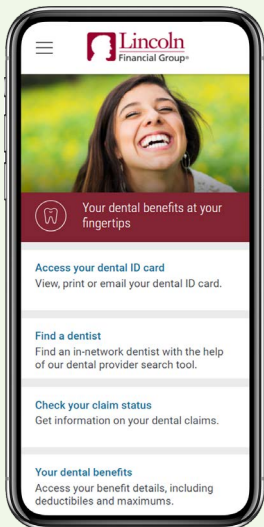 Lincoln
Financial Group®
Your dental benefits at your
fingertips
Access your dental ID card
View, print or email your dental ID card.
Find a dentist
Find an in-network dentist with the help
of our dental provider search tool.
Check your claim status
Get information on your dental claims.
Your dental benefits
Access your benefit details, including
deductibiles and maximums.